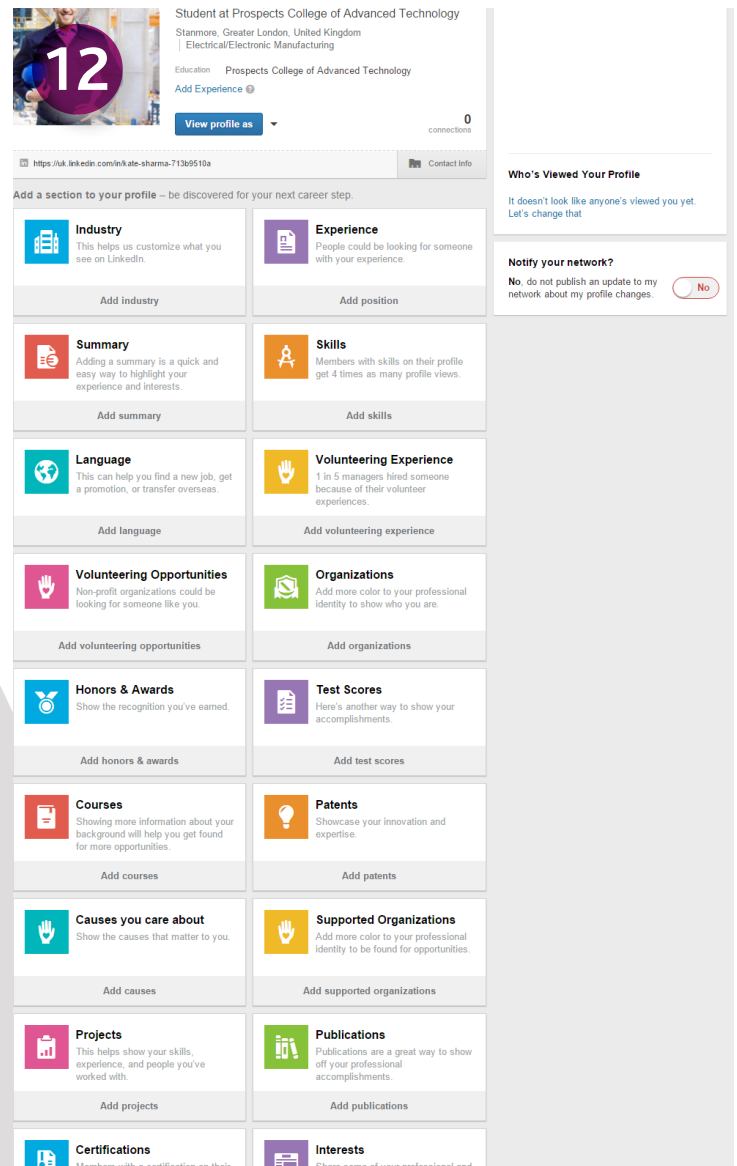 12
Student at Prospects College of Advanced Technology
Stanmore, Greater London, United Kingdom
Electrical/Electronic Manufacturing
Education Prospects College of Advanced Technology
Add Experience
View profile as
0
connections
https://uk.linkedin.com/in/kate-sharma-713b9510a
Contact Info
Add a section to your profile – be discovered for your next career step.
Industry
This helps us customize what you
see on LinkedIn.
Add industry
Experience
People could be looking for someone
with your experience.
Add position
Summary
Adding a summary is a quick and
easy way to highlight your
experience and interests.
Add summary
Skills
Members with skills on their profile
get 4 times as many profile views.
Add skills
Language
This can help you find a new job, get
a promotion, or transfer overseas.
Add language
Volunteering Experience
1 in 5 managers hired someone
because of their volunteer
experiences.
Add volunteering experience
Volunteering Opportunities
Non-profit organizations could be
looking for someone like you.
Add volunteering opportunities
Organizations
Add more color to your professional
identity to show who you are.
Add organizations
Honors & Awards
Show the recognition you've earned.
Add honors & awards
Test Scores
Here's another way to show your
accomplishments.
Add test scores
Courses
Showing more information about your
background will help you get found
for more opportunities.
Add courses
Patents
Showcase your innovation and
expertise.
Add patents
Causes you care about
Show the causes that matter to you.
Add causes
Supported Organizations
Add more color to your professional
identity to be found for opportunities.
Add supported organizations
Projects
This helps show your skills,
experience, and people you've
worked with.
Add projects
Publications
Publications are a great way to show
off your professional
accomplishments.
Add publications
Certifications
Members with a certification on their
Interests
Share some of your professional and
Who's Viewed Your Profile
It doesn't look like anyone's viewed you yet.
Let's change that
Notify your network?
No, do not publish an update to my
network about my profile changes.
No